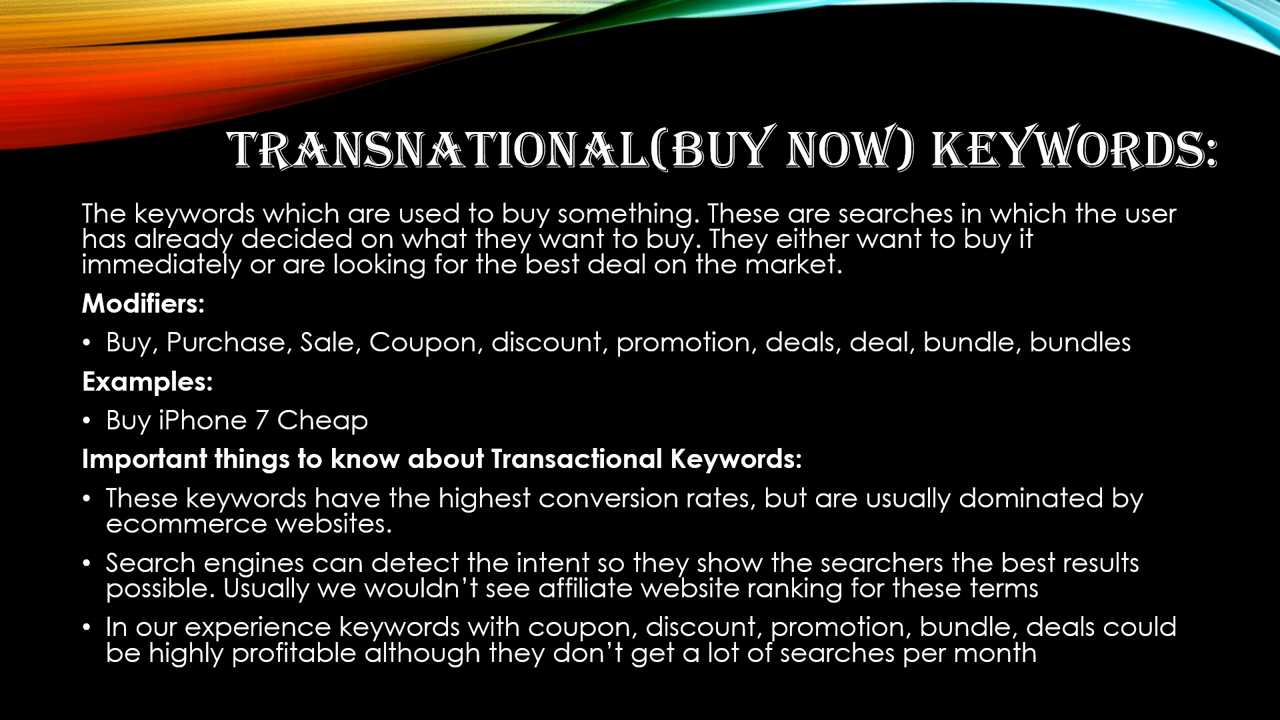 TRANSNATIONAL(BUY NOW) KEYWORDS:
The keywords which are used to buy something. These are searches in which the user
has already decided on what they want to buy. They either want to buy it
immediately or are looking for the best deal on the market.
Modifiers:
• Buy, Purchase, Sale, Coupon, discount, promotion, deals, deal, bundle, bundles
Examples:
• Buy iPhone 7 Cheap
Important things to know about Transactional Keywords:
• These keywords have the highest conversion rates, but are usually dominated by
ecommerce websites.
• Search engines can detect the intent so they show the searchers the best results
possible. Usually we wouldn’t see affiliate website ranking for these terms
• In our experience keywords with coupon, discount, promotion, bundle, deals could
be highly profitable although they don’t get a lot of searches per month